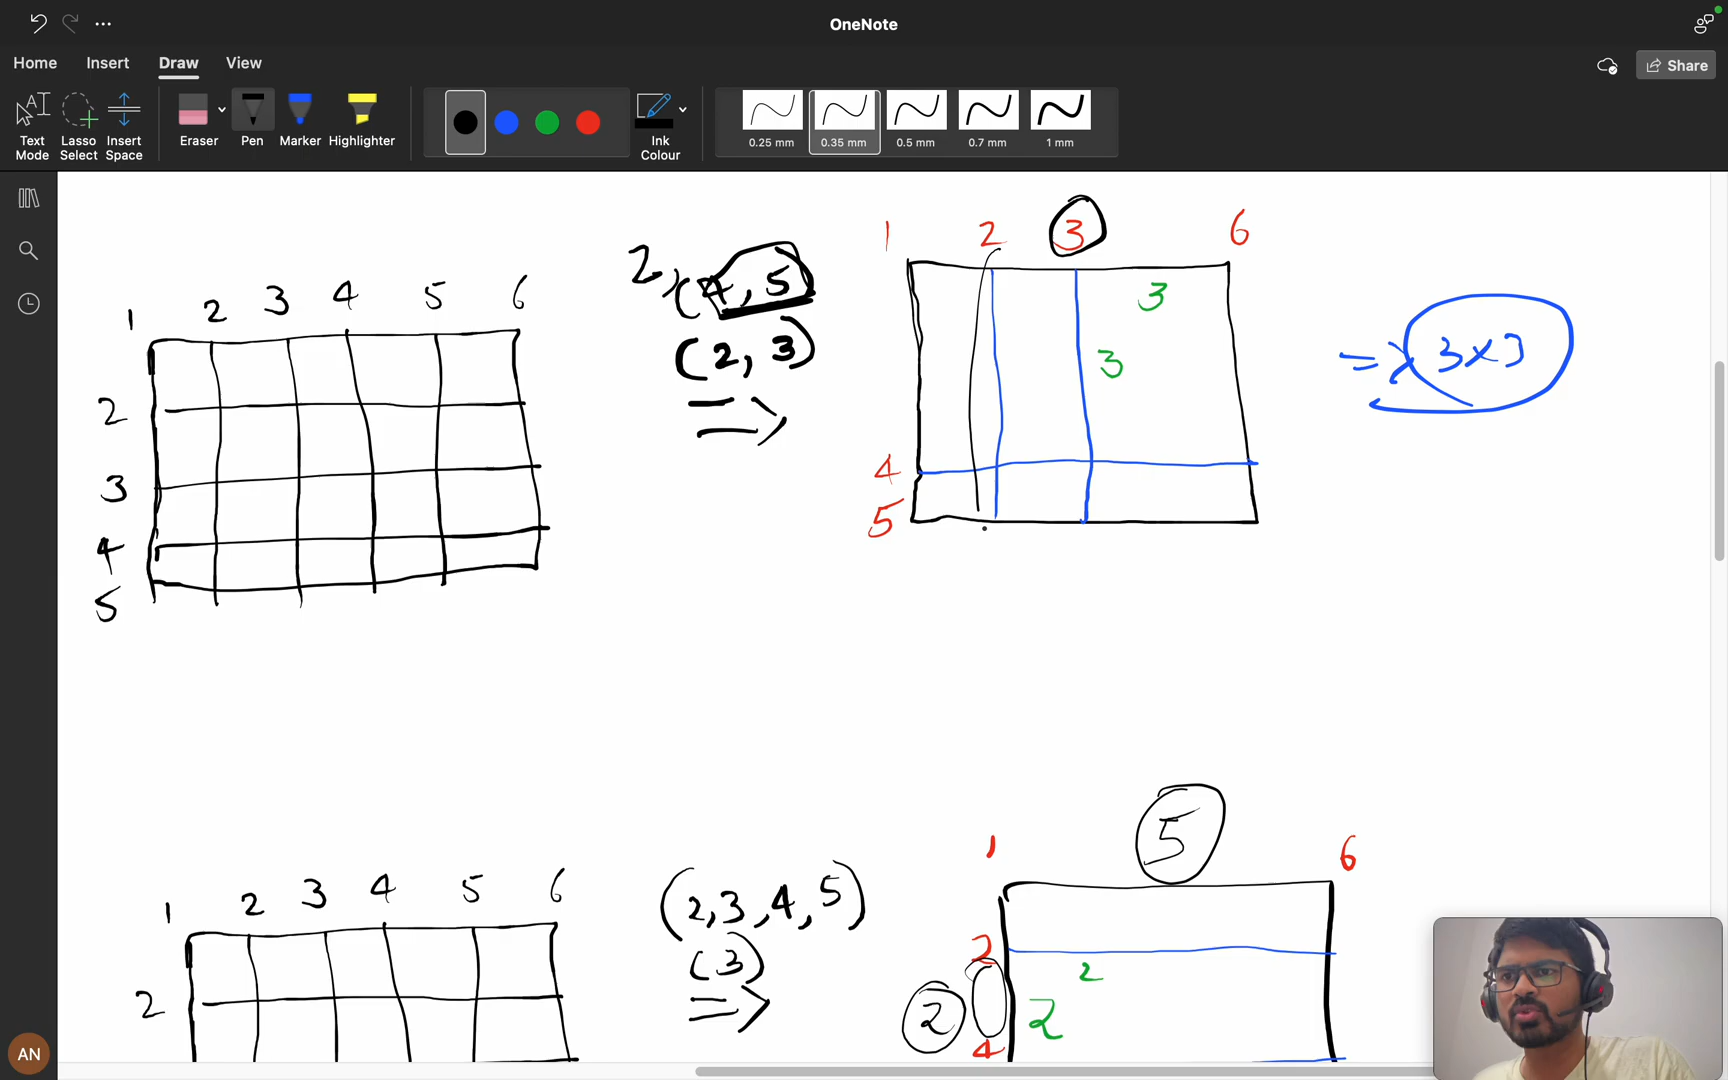 OneNote
Home Insert Draw View
Share
Text Mode
Lasso Select
Insert Space
Eraser
Pen
Marker
Highlighter
Ink Colour
0.25 mm
0.35 mm
0.5 mm
0.7 mm
1 mm
1 2 3 4 5 6
2
3
4
5
2, (4, 5)
(2, 3)
=>
1 2 3 6
3
3
4
5
=> 3x3
1 2 3 4 5 6
2
(2,3,4,5)
(3)
=>
5
1 6
2
2
2 2
4
AN